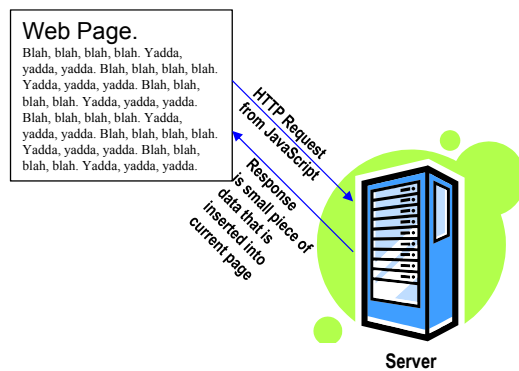 Web Page.
Blah, blah, blah, blah. Yadda,
yadda, yadda. Blah, blah, blah, blah.
Yadda, yadda, yadda. Blah, blah,
blah, blah. Yadda, yadda, yadda.
Blah, blah, blah, blah. Yadda,
yadda, yadda. Blah, blah, blah, blah.
Yadda, yadda, yadda. Blah, blah,
blah, blah. Yadda, yadda, yadda.
HTTP Request
from JavaScript
Response
is small piece of
data that is
inserted into
current page
Server